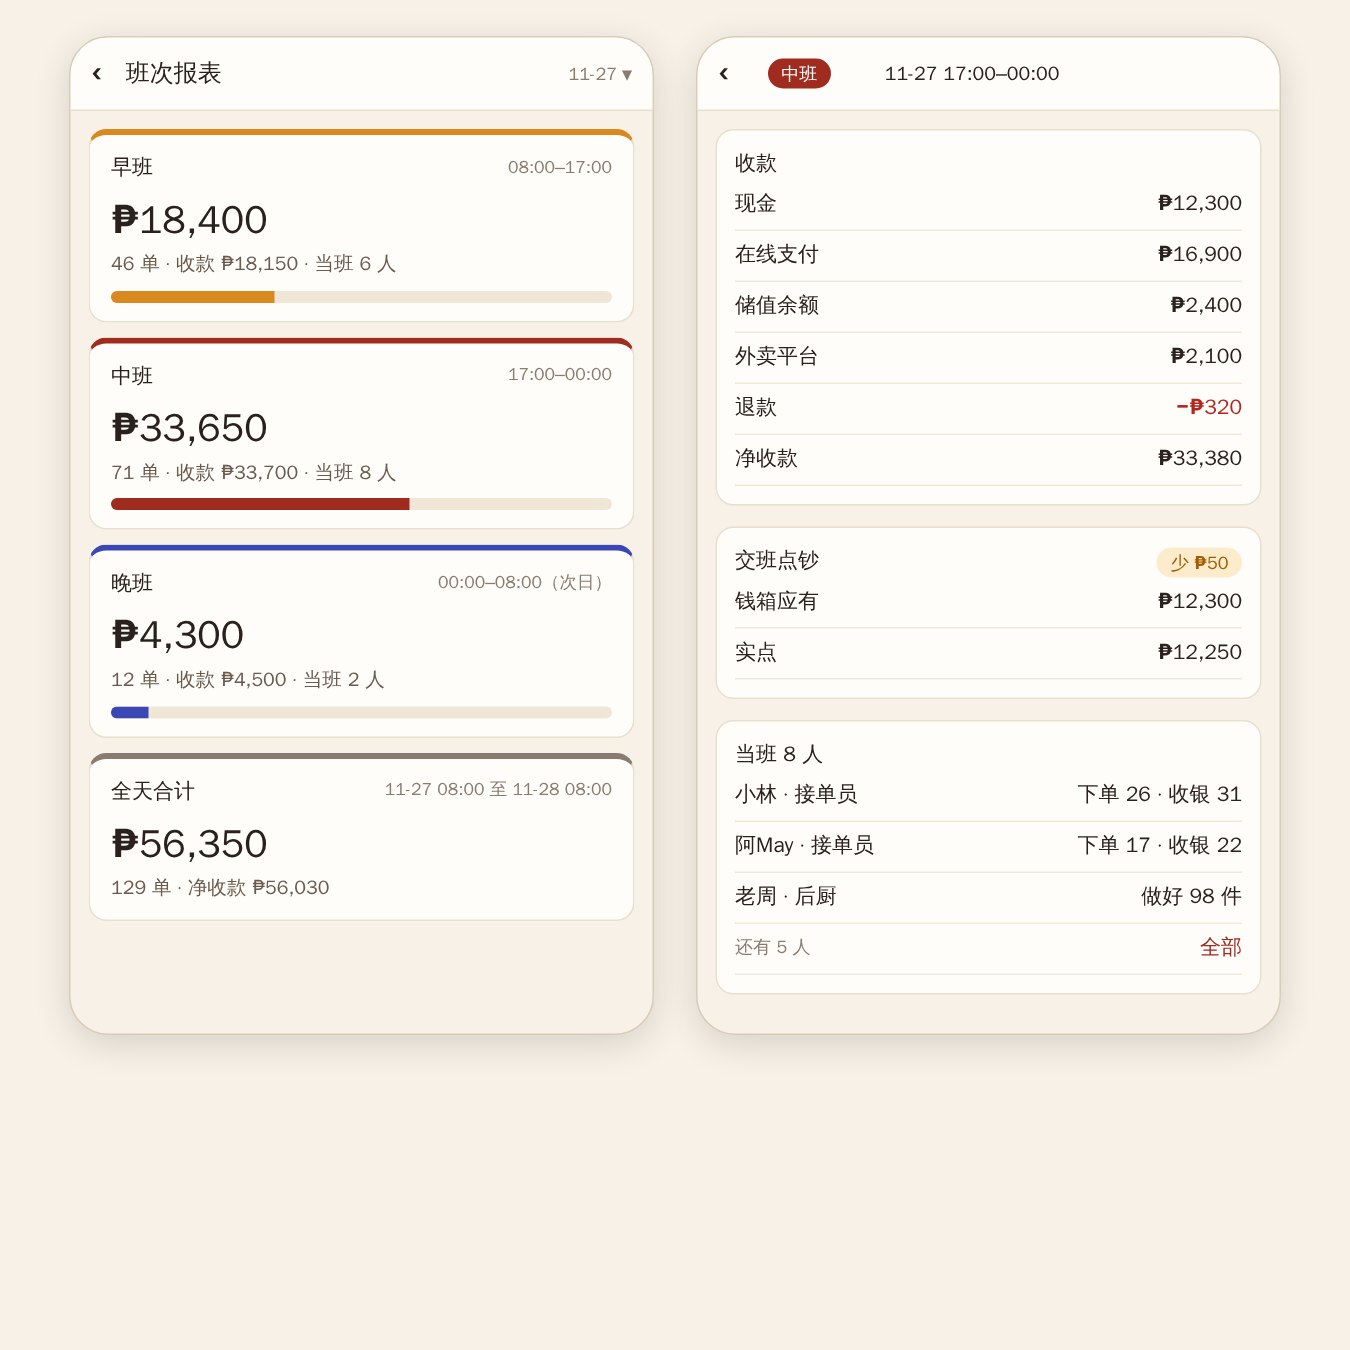 ‹ 班次报表 11-27 ▾
早班 08:00–17:00
₱18,400
46 单 · 收款 ₱18,150 · 当班 6 人
中班 17:00–00:00
₱33,650
71 单 · 收款 ₱33,700 · 当班 8 人
晚班 00:00–08:00（次日）
₱4,300
12 单 · 收款 ₱4,500 · 当班 2 人
全天合计 11-27 08:00 至 11-28 08:00
₱56,350
129 单 · 净收款 ₱56,030
‹ 中班 11-27 17:00–00:00
收款
现金 ₱12,300
在线支付 ₱16,900
储值余额 ₱2,400
外卖平台 ₱2,100
退款 −₱320
净收款 ₱33,380
交班点钞 少 ₱50
钱箱应有 ₱12,300
实点 ₱12,250
当班 8 人
小林 · 接单员 下单 26 · 收银 31
阿May · 接单员 下单 17 · 收银 22
老周 · 后厨 做好 98 件
还有 5 人 全部